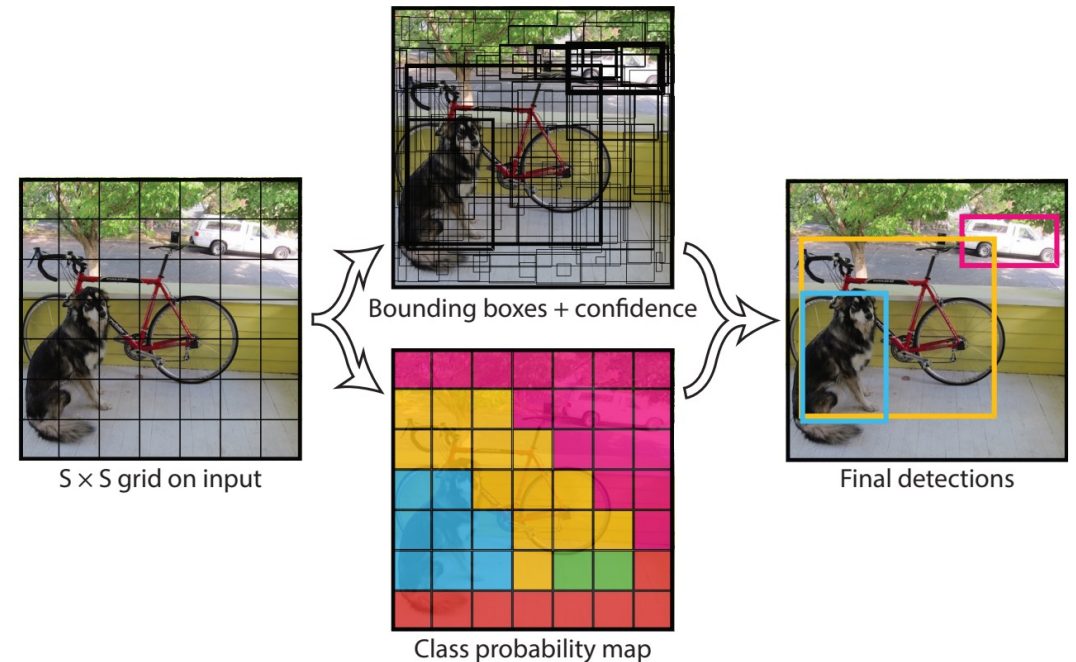 Bounding boxes + confidence
S × S grid on input
Final detections
Class probability map